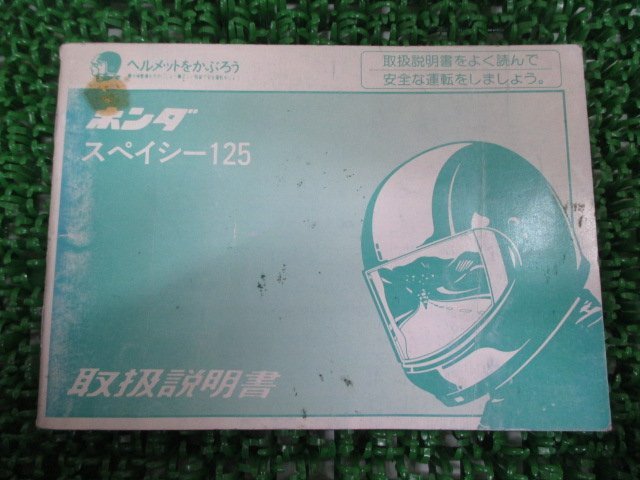 ヘルメットをかぶろう
取扱説明書をよく読んで
安全な運転をしましょう。
ホンダ
スペイシー125
取扱説明書